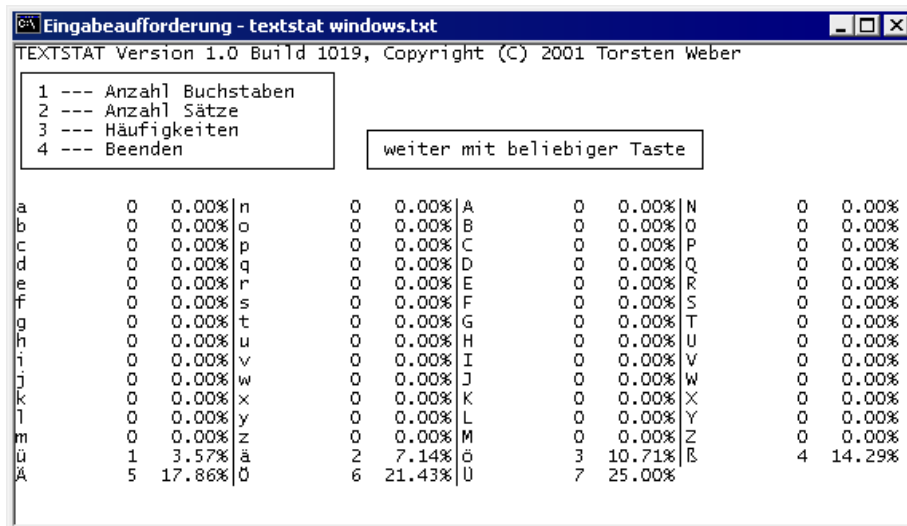 Eingabeaufforderung - textstat windows.txt
TEXTSTAT Version 1.0 Build 1019, Copyright (C) 2001 Torsten Weber
1 --- Anzahl Buchstaben
2 --- Anzahl Sätze
3 --- Häufigkeiten
4 --- Beenden
weiter mit beliebiger Taste
a 0 0.00%|n 0 0.00%|A 0 0.00%|N 0 0.00%
b 0 0.00%|o 0 0.00%|B 0 0.00%|O 0 0.00%
c 0 0.00%|p 0 0.00%|C 0 0.00%|P 0 0.00%
d 0 0.00%|q 0 0.00%|D 0 0.00%|Q 0 0.00%
e 0 0.00%|r 0 0.00%|E 0 0.00%|R 0 0.00%
f 0 0.00%|s 0 0.00%|F 0 0.00%|S 0 0.00%
g 0 0.00%|t 0 0.00%|G 0 0.00%|T 0 0.00%
h 0 0.00%|u 0 0.00%|H 0 0.00%|U 0 0.00%
i 0 0.00%|v 0 0.00%|I 0 0.00%|V 0 0.00%
j 0 0.00%|w 0 0.00%|J 0 0.00%|W 0 0.00%
k 0 0.00%|x 0 0.00%|K 0 0.00%|X 0 0.00%
l 0 0.00%|y 0 0.00%|L 0 0.00%|Y 0 0.00%
m 0 0.00%|z 0 0.00%|M 0 0.00%|Z 0 0.00%
ü 1 3.57%|ä 2 7.14%|ö 3 10.71%|ß 4 14.29%
Ä 5 17.86%|Ö 6 21.43%|Ü 7 25.00%